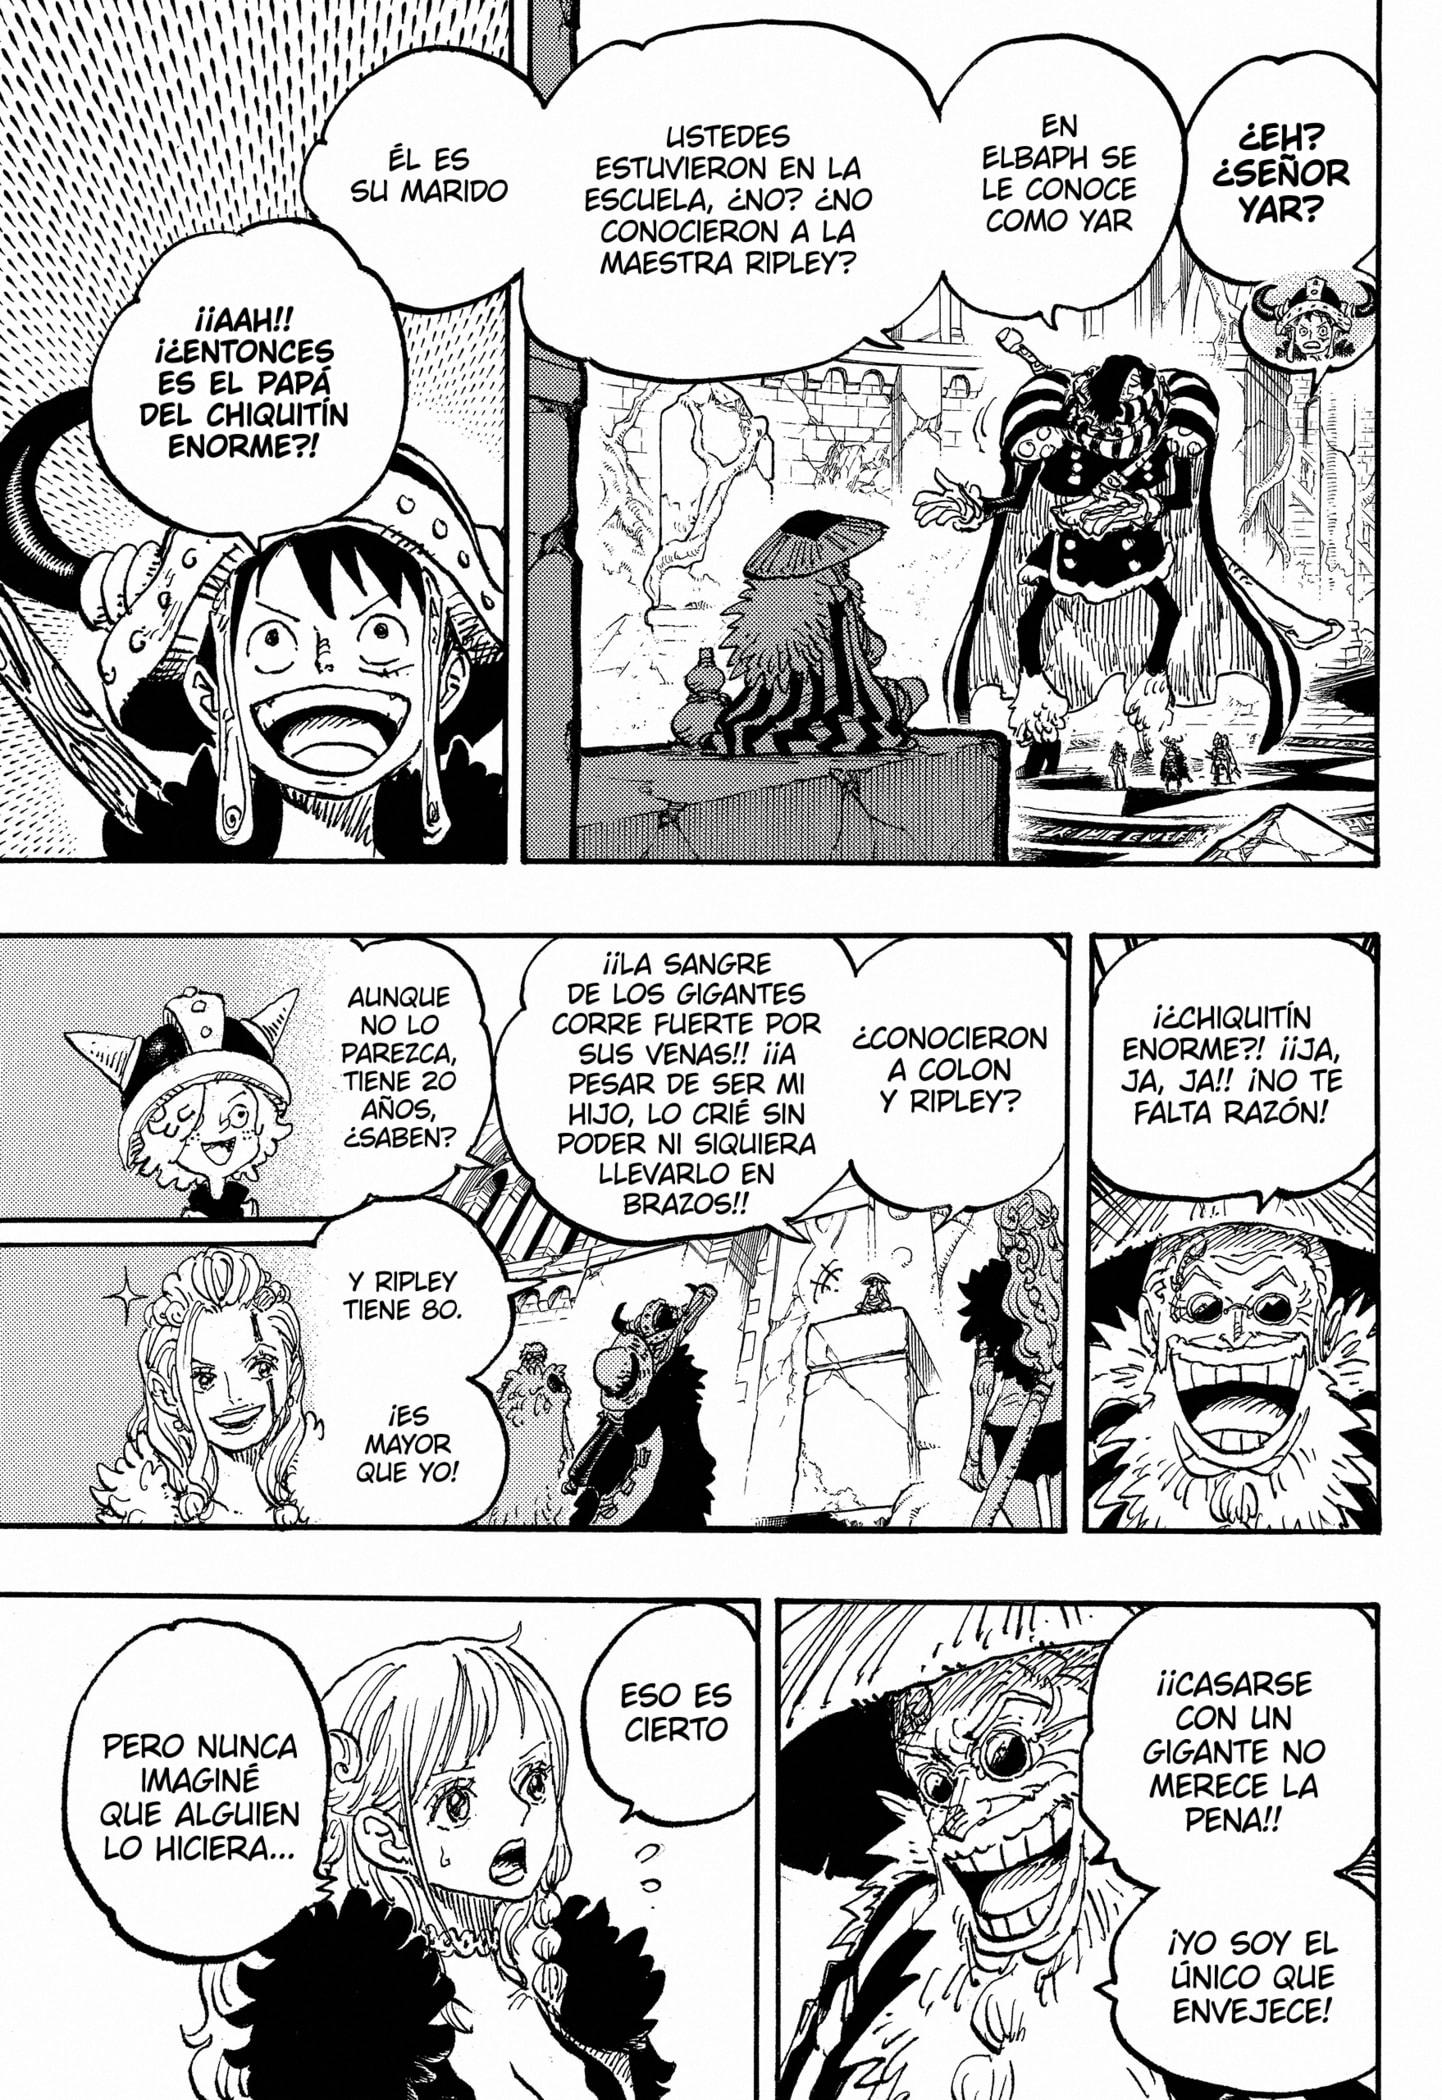 ¿EH?
¿SEÑOR
YAR?
EN
ELBAPH SE
LE CONOCE
COMO YAR
USTEDES
ESTUVIERON EN LA
ESCUELA, ¿NO? ¿NO
CONOCIERON A LA
MAESTRA RIPLEY?
ÉL ES
SU MARIDO
¡¡AAH!!
¡¿ENTONCES
ES EL PAPÁ
DEL CHIQUITÍN
ENORME?!
¡¿CHIQUITÍN
ENORME?! ¡¡JA,
JA, JA!! ¡NO TE
FALTA RAZÓN!
¿CONOCIERON
A COLON
Y RIPLEY?
¡¡LA SANGRE
DE LOS GIGANTES
CORRE FUERTE POR
SUS VENAS!! ¡¡A
PESAR DE SER MI
HIJO, LO CRIÉ SIN
PODER NI SIQUIERA
LLEVARLO EN
BRAZOS!!
AUNQUE
NO LO
PAREZCA,
TIENE 20
AÑOS,
¿SABEN?
Y RIPLEY
TIENE 80.
¡ES
MAYOR
QUE YO!
¡¡CASARSE
CON UN
GIGANTE NO
MERECE LA
PENA!!
¡YO SOY EL
ÚNICO QUE
ENVEJECE!
ESO ES
CIERTO
PERO NUNCA
IMAGINÉ
QUE ALGUIEN
LO HICIERA...